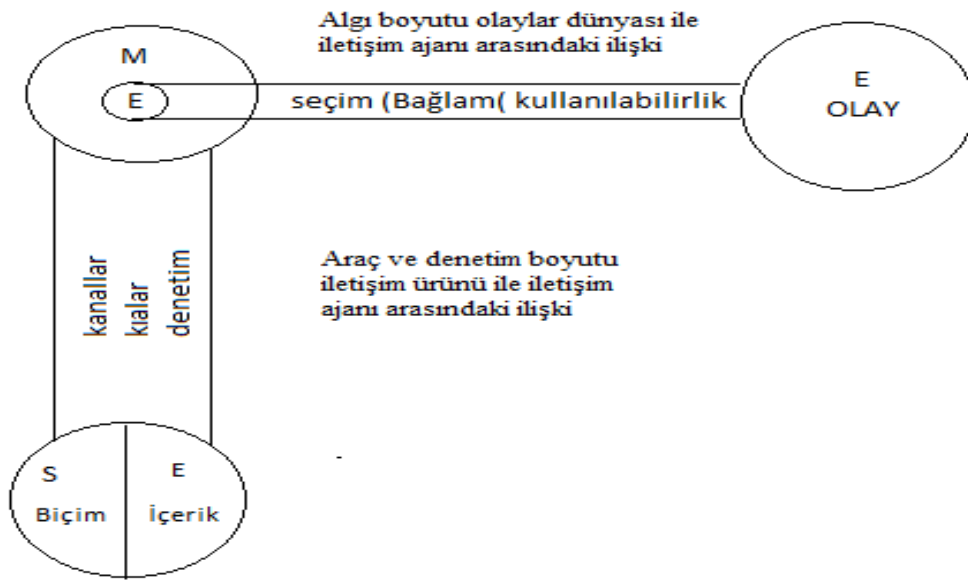 Algı boyutu olaylar dünyası ile
iletişim ajanı arasındaki ilişki
M
E
seçim (Bağlam( kullanılabilirlik
E
OLAY
kanallar
kıalar
denetim
Araç ve denetim boyutu
iletişim ürünü ile iletişim
ajanı arasındaki ilişki
S
Biçim
E
İçerik